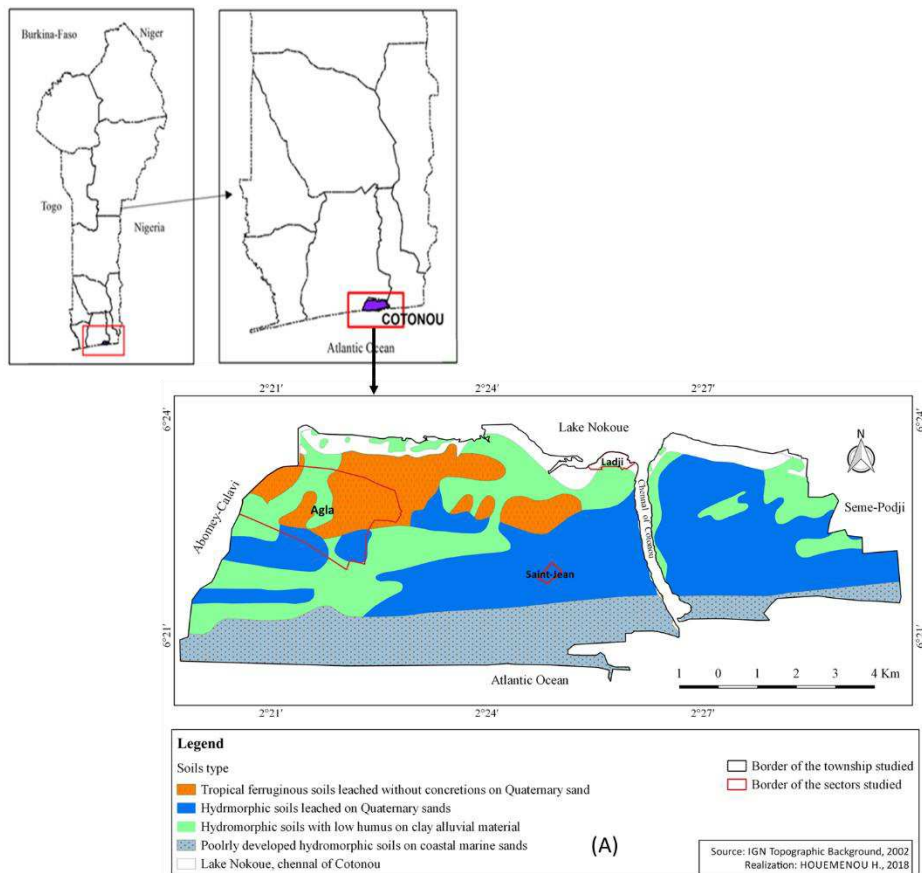 Burkina-Faso
Niger
Togo
Nigeria
COTONOU
Atlantic Ocean
2°21'
2°24'
2°27'
6°24'
6°24'
Lake Nokoue
N
Ladji
Abomey-Calavi
Agla
Chennal of Cotonou
Seme-Podji
Saint-Jean
6°21'
6°21'
Atlantic Ocean
1 0 1 2 3 4 Km
2°21'
2°24'
2°27'
Legend
Soils type
Tropical ferruginous soils leached without concretions on Quaternary sand
Hydrmorphic soils leached on Quaternary sands
Hydromorphic soils with low humus on clay alluvial material
Poolrly developed hydromorphic soils on coastal marine sands
Lake Nokoue, chennal of Cotonou
Border of the township studied
Border of the sectors studied
(A)
Source: IGN Topographic Background, 2002
Realization: HOUEMENOU H., 2018